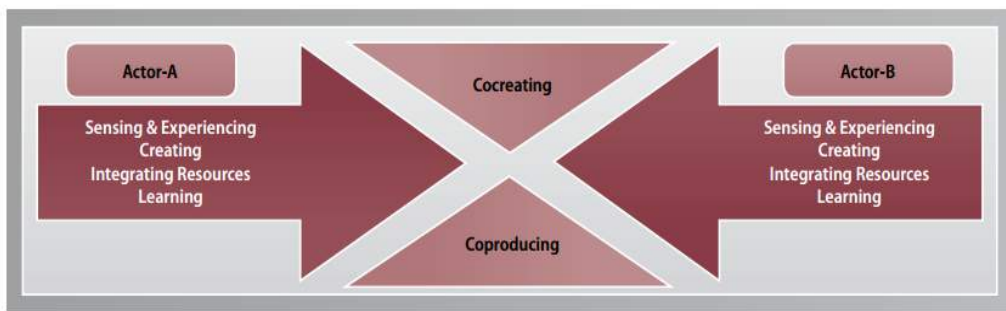 Actor-A
Sensing & Experiencing
Creating
Integrating Resources
Learning
Cocreating
Coproducing
Actor-B
Sensing & Experiencing
Creating
Integrating Resources
Learning